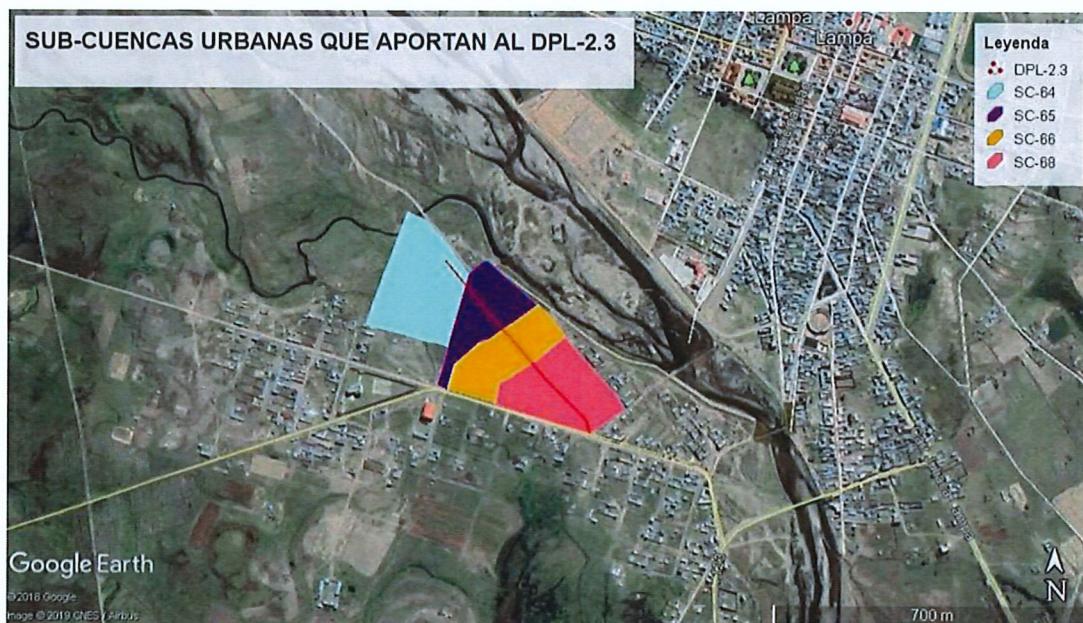 SUB-CUENCAS URBANAS QUE APORTAN AL DPL-2.3
Lampa
Lampa
Leyenda
DPL-2.3
SC-64
SC-65
SC-66
SC-68
Lampa
Google Earth
©2018 Google
Image © 2019 CNES / Airbus
N
700 m